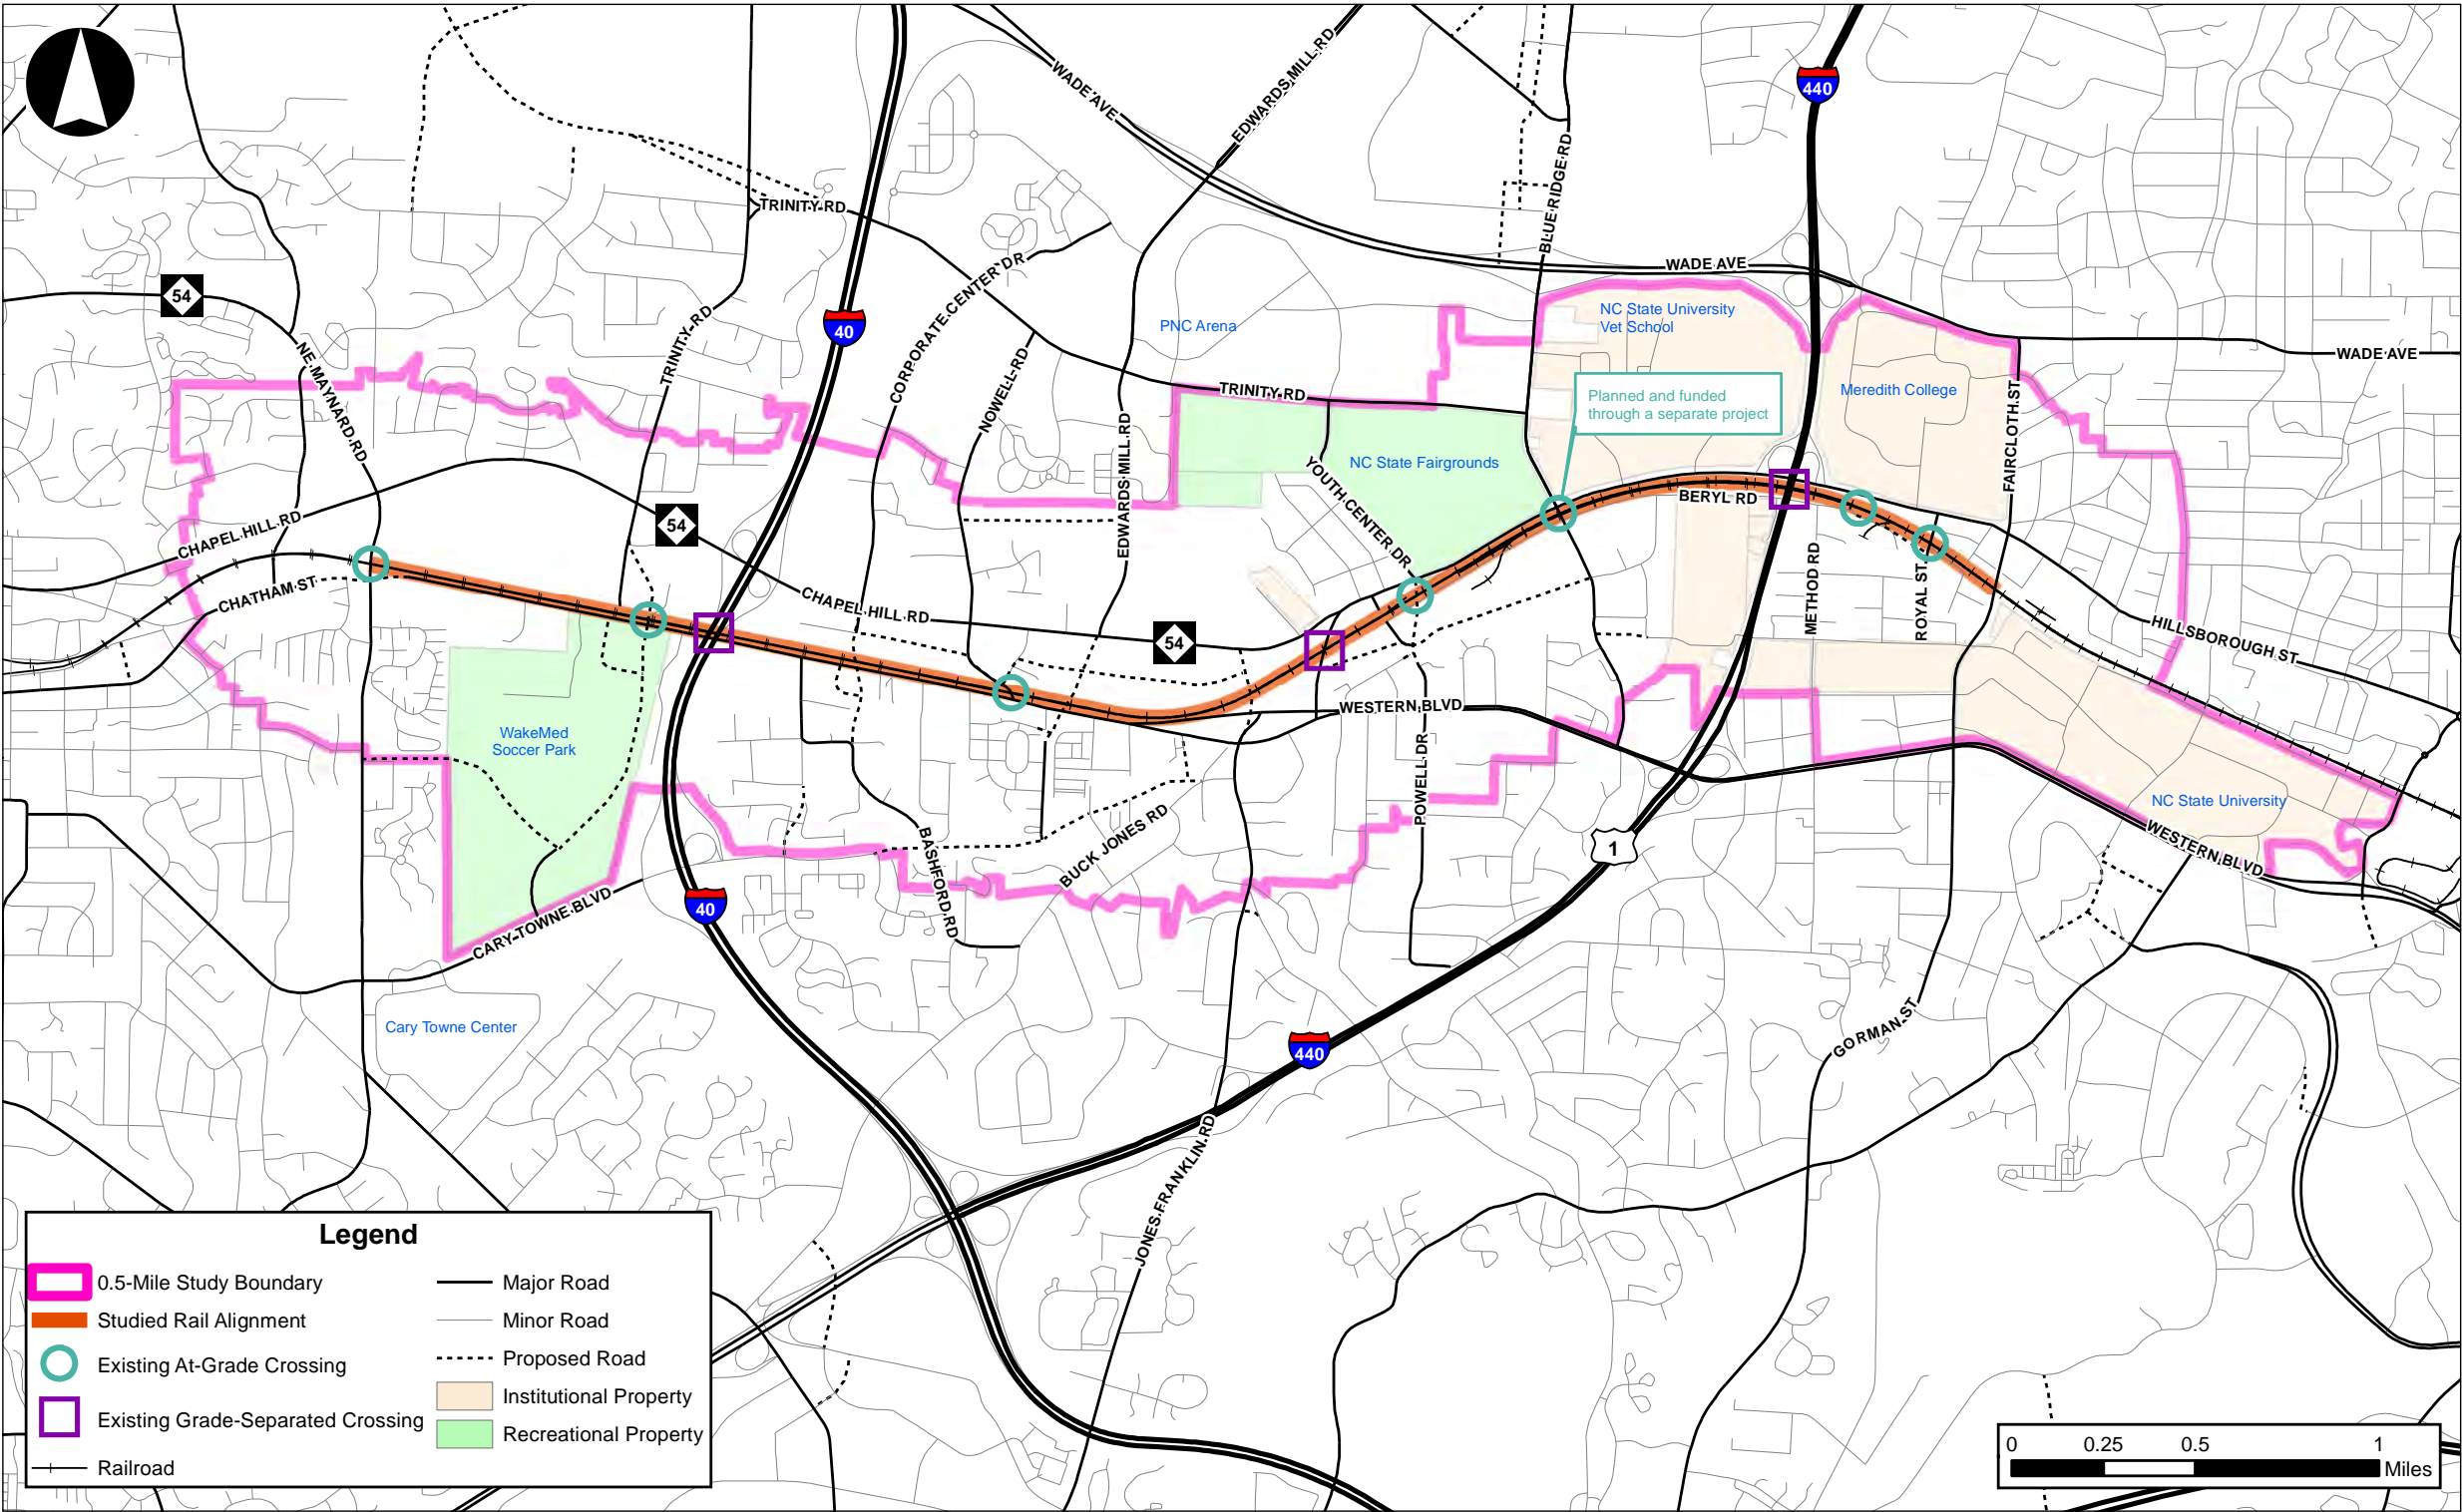 WADE AVE
EDWARDS MILL RD
440
BLUE RIDGE RD
TRINITY RD
CORPORATE CENTER DR
WADE AVE
54
40
TRINITY RD
NC State University
Vet School
PNC Arena
NOWELL RD
NE MAYNARD RD
WADE AVE
TRINITY RD
Planned and funded
through a separate project
Meredith College
FAIRCLOTH ST
EDWARDS MILL RD
NC State Fairgrounds
YOUTH CENTER DR
BERYL RD
54
CHAPEL HILL RD
CHATHAM ST
CHAPEL HILL RD
METHOD RD
ROYAL ST
54
HILLSBOROUGH ST
WESTERN BLVD
WakeMed
Soccer Park
POWELL DR
NC State University
BUCK JONES RD
BASHFORD RD
1
WESTERN BLVD
40
CARY TOWNE BLVD
Cary Towne Center
440
GORMAN ST
JONES FRANKLIN RD
Legend
0.5-Mile Study Boundary
Studied Rail Alignment
Existing At-Grade Crossing
Existing Grade-Separated Crossing
Railroad
Major Road
Minor Road
Proposed Road
Institutional Property
Recreational Property
0 0.25 0.5 1
Miles